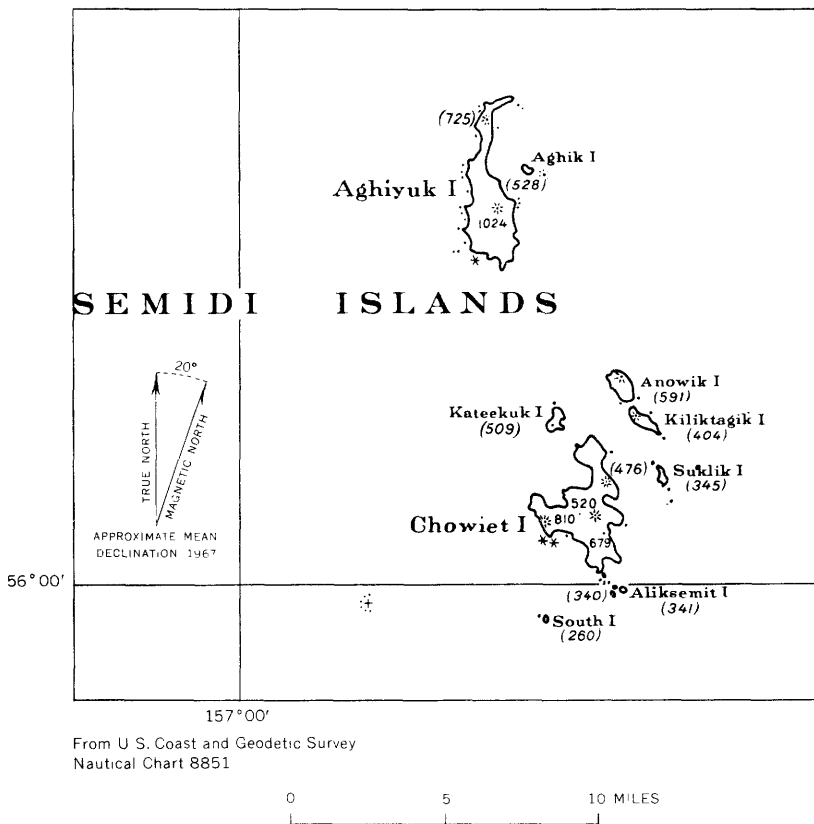 (725)
Aghik I
Aghiyuk I
(528)
1024
SEMIDI ISLANDS
20°
TRUE NORTH
MAGNETIC NORTH
APPROXIMATE MEAN
DECLINATION 1967
Anowik I
(591)
Kateekuk I
(509)
Kiliktagik I
(404)
(476)
Suklik I
(345)
520
Chowiet I
810
679
56°00'
(340)
Aliksemit I
(341)
South I
(260)
157°00'
From U S. Coast and Geodetic Survey
Nautical Chart 8851
0 5 10 MILES